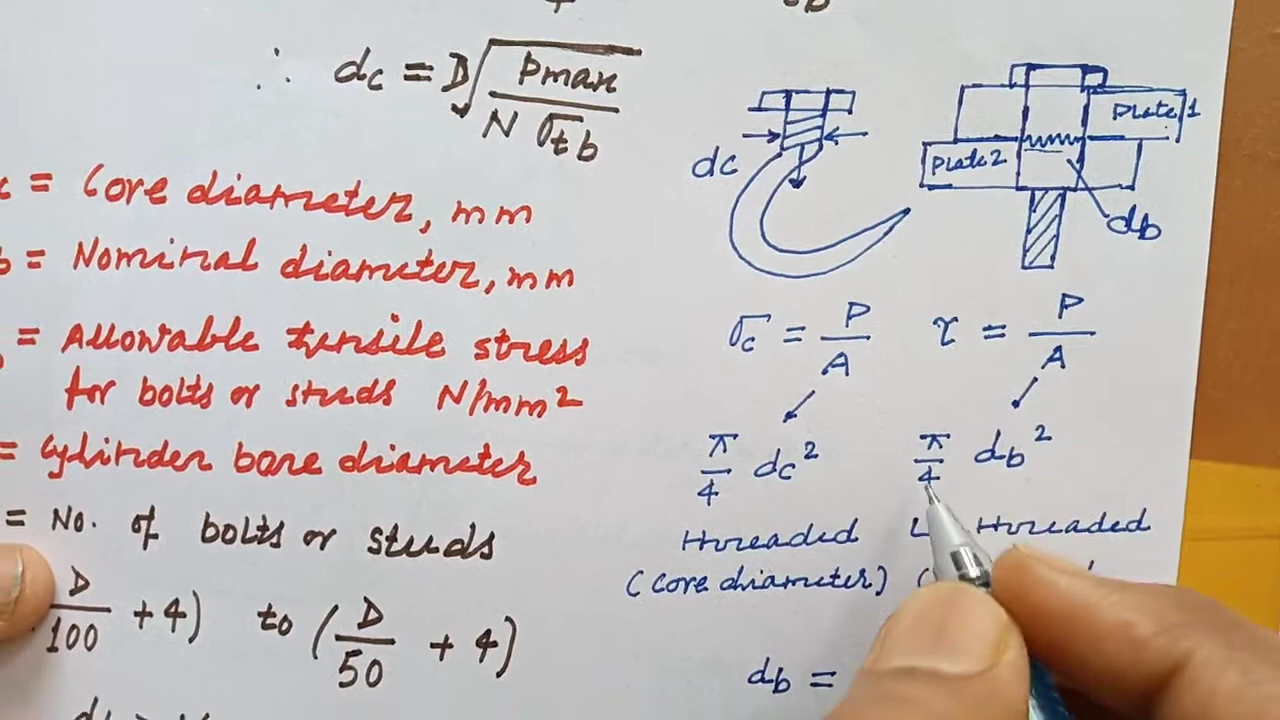 ∴ dc = D√(Pmax / N σtb)
c = Core diameter, mm
b = Nominal diameter, mm
b = Allowable tensile stress
for bolts or studs N/mm²
= Cylinder bore diameter
= No. of bolts or studs
D/100 + 4) to (D/50 + 4)
dc
Plate 1
Plate 2
db
σc = P/A
τ = P/A
π/4 dc²
π/4 db²
threaded
(core diameter)
threaded
db =